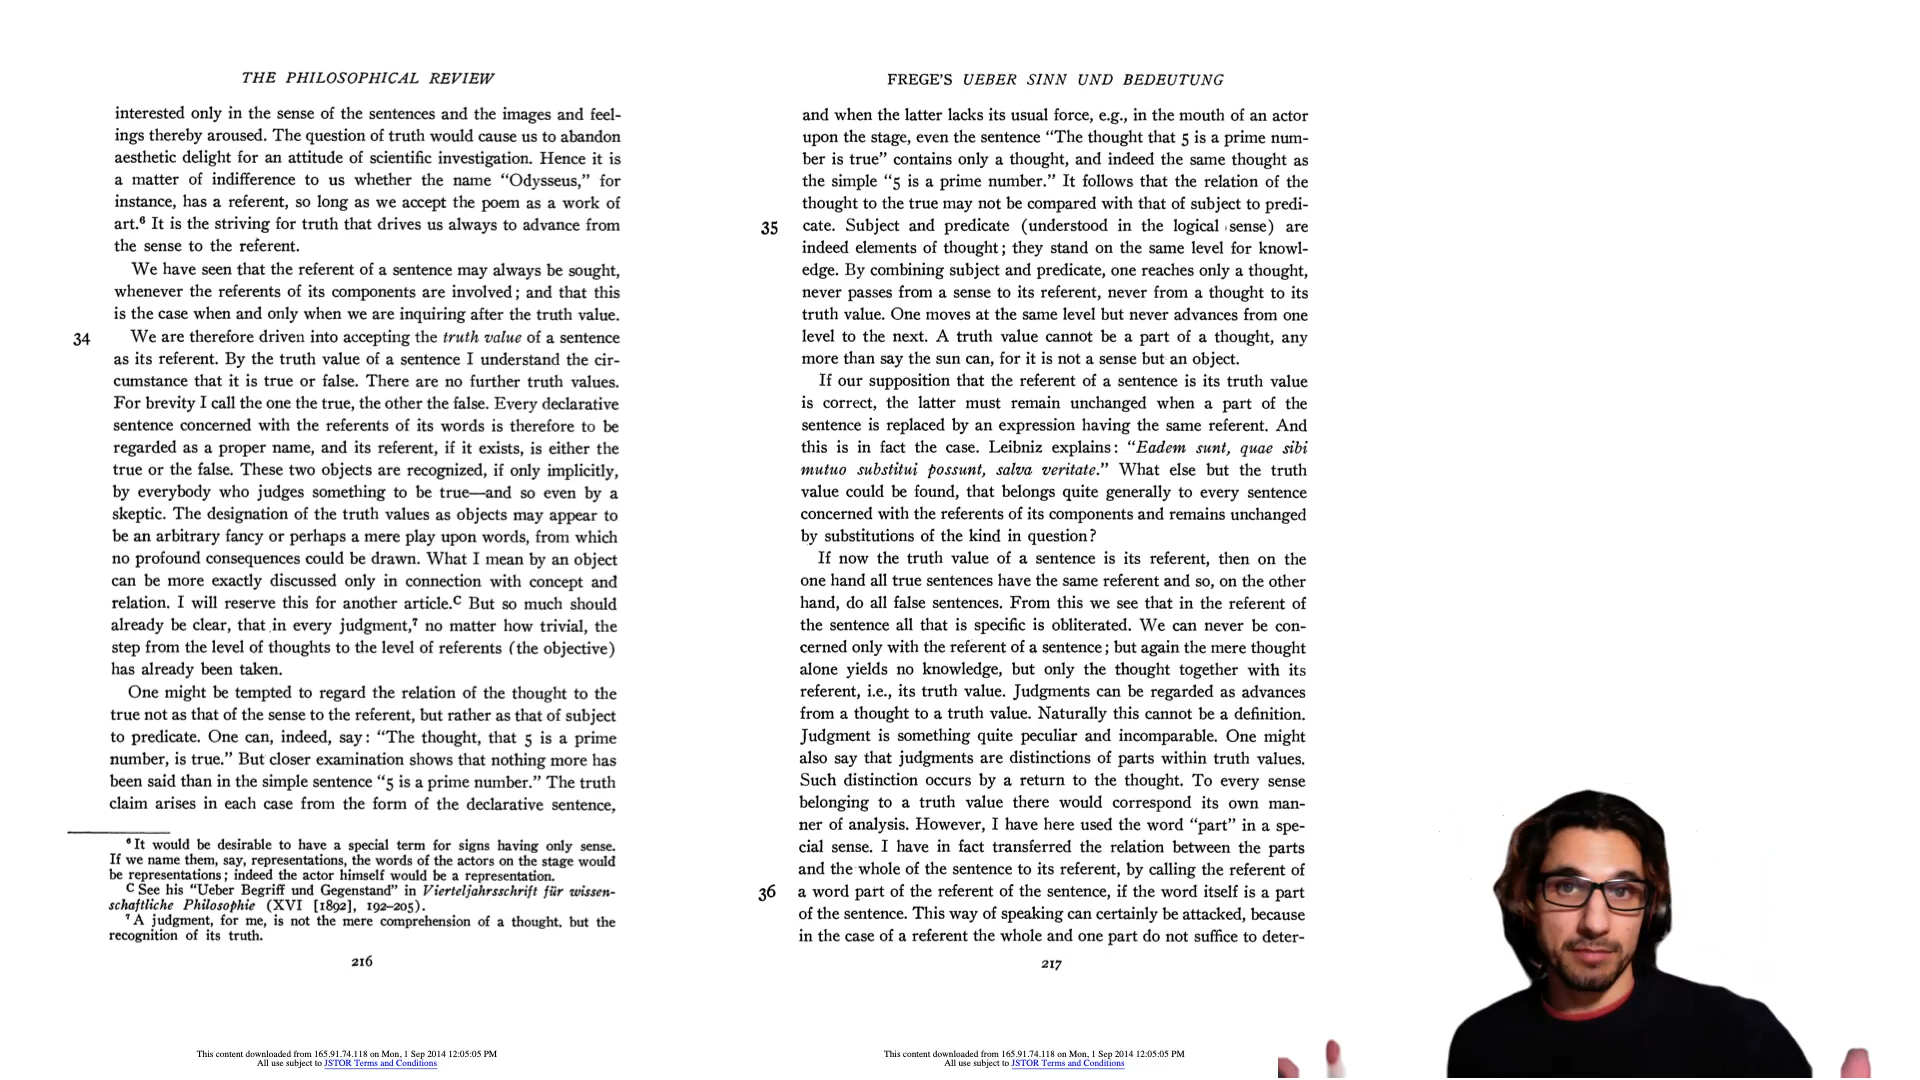 THE PHILOSOPHICAL REVIEW
interested only in the sense of the sentences and the images and feel-
ings thereby aroused. The question of truth would cause us to abandon
aesthetic delight for an attitude of scientific investigation. Hence it is
a matter of indifference to us whether the name “Odysseus,” for
instance, has a referent, so long as we accept the poem as a work of
art.⁶ It is the striving for truth that drives us always to advance from
the sense to the referent.
We have seen that the referent of a sentence may always be sought,
whenever the referents of its components are involved; and that this
is the case when and only when we are inquiring after the truth value.
34 We are therefore driven into accepting the truth value of a sentence
as its referent. By the truth value of a sentence I understand the cir-
cumstance that it is true or false. There are no further truth values.
For brevity I call the one the true, the other the false. Every declarative
sentence concerned with the referents of its words is therefore to be
regarded as a proper name, and its referent, if it exists, is either the
true or the false. These two objects are recognized, if only implicitly,
by everybody who judges something to be true—and so even by a
skeptic. The designation of the truth values as objects may appear to
be an arbitrary fancy or perhaps a mere play upon words, from which
no profound consequences could be drawn. What I mean by an object
can be more exactly discussed only in connection with concept and
relation. I will reserve this for another article.ᶜ But so much should
already be clear, that in every judgment,⁷ no matter how trivial, the
step from the level of thoughts to the level of referents (the objective)
has already been taken.
One might be tempted to regard the relation of the thought to the
true not as that of the sense to the referent, but rather as that of subject
to predicate. One can, indeed, say: “The thought, that 5 is a prime
number, is true.” But closer examination shows that nothing more has
been said than in the simple sentence “5 is a prime number.” The truth
claim arises in each case from the form of the declarative sentence,
⁶ It would be desirable to have a special term for signs having only sense.
If we name them, say, representations, the words of the actors on the stage would
be representations; indeed the actor himself would be a representation.
ᶜ See his “Ueber Begriff und Gegenstand” in Vierteljahrsschrift für wissen-
schaftliche Philosophie (XVI [1892], 192–205).
⁷ A judgment, for me, is not the mere comprehension of a thought, but the
recognition of its truth.
216
This content downloaded from 165.91.74.118 on Mon, 1 Sep 2014 12:05:05 PM
All use subject to JSTOR Terms and Conditions
FREGE’S UEBER SINN UND BEDEUTUNG
and when the latter lacks its usual force, e.g., in the mouth of an actor
upon the stage, even the sentence “The thought that 5 is a prime num-
ber is true” contains only a thought, and indeed the same thought as
the simple “5 is a prime number.” It follows that the relation of the
thought to the true may not be compared with that of subject to predi-
35 cate. Subject and predicate (understood in the logical sense) are
indeed elements of thought; they stand on the same level for knowl-
edge. By combining subject and predicate, one reaches only a thought,
never passes from a sense to its referent, never from a thought to its
truth value. One moves at the same level but never advances from one
level to the next. A truth value cannot be a part of a thought, any
more than say the sun can, for it is not a sense but an object.
If our supposition that the referent of a sentence is its truth value
is correct, the latter must remain unchanged when a part of the
sentence is replaced by an expression having the same referent. And
this is in fact the case. Leibniz explains: “Eadem sunt, quae sibi
mutuo substitui possunt, salva veritate.” What else but the truth
value could be found, that belongs quite generally to every sentence
concerned with the referents of its components and remains unchanged
by substitutions of the kind in question?
If now the truth value of a sentence is its referent, then on the
one hand all true sentences have the same referent and so, on the other
hand, do all false sentences. From this we see that in the referent of
the sentence all that is specific is obliterated. We can never be con-
cerned only with the referent of a sentence; but again the mere thought
alone yields no knowledge, but only the thought together with its
referent, i.e., its truth value. Judgments can be regarded as advances
from a thought to a truth value. Naturally this cannot be a definition.
Judgment is something quite peculiar and incomparable. One might
also say that judgments are distinctions of parts within truth values.
Such distinction occurs by a return to the thought. To every sense
belonging to a truth value there would correspond its own man-
ner of analysis. However, I have here used the word “part” in a spe-
cial sense. I have in fact transferred the relation between the parts
and the whole of the sentence to its referent, by calling the referent of
36 a word part of the referent of the sentence, if the word itself is a part
of the sentence. This way of speaking can certainly be attacked, because
in the case of a referent the whole and one part do not suffice to deter-
217
This content downloaded from 165.91.74.118 on Mon, 1 Sep 2014 12:05:05 PM
All use subject to JSTOR Terms and Conditions